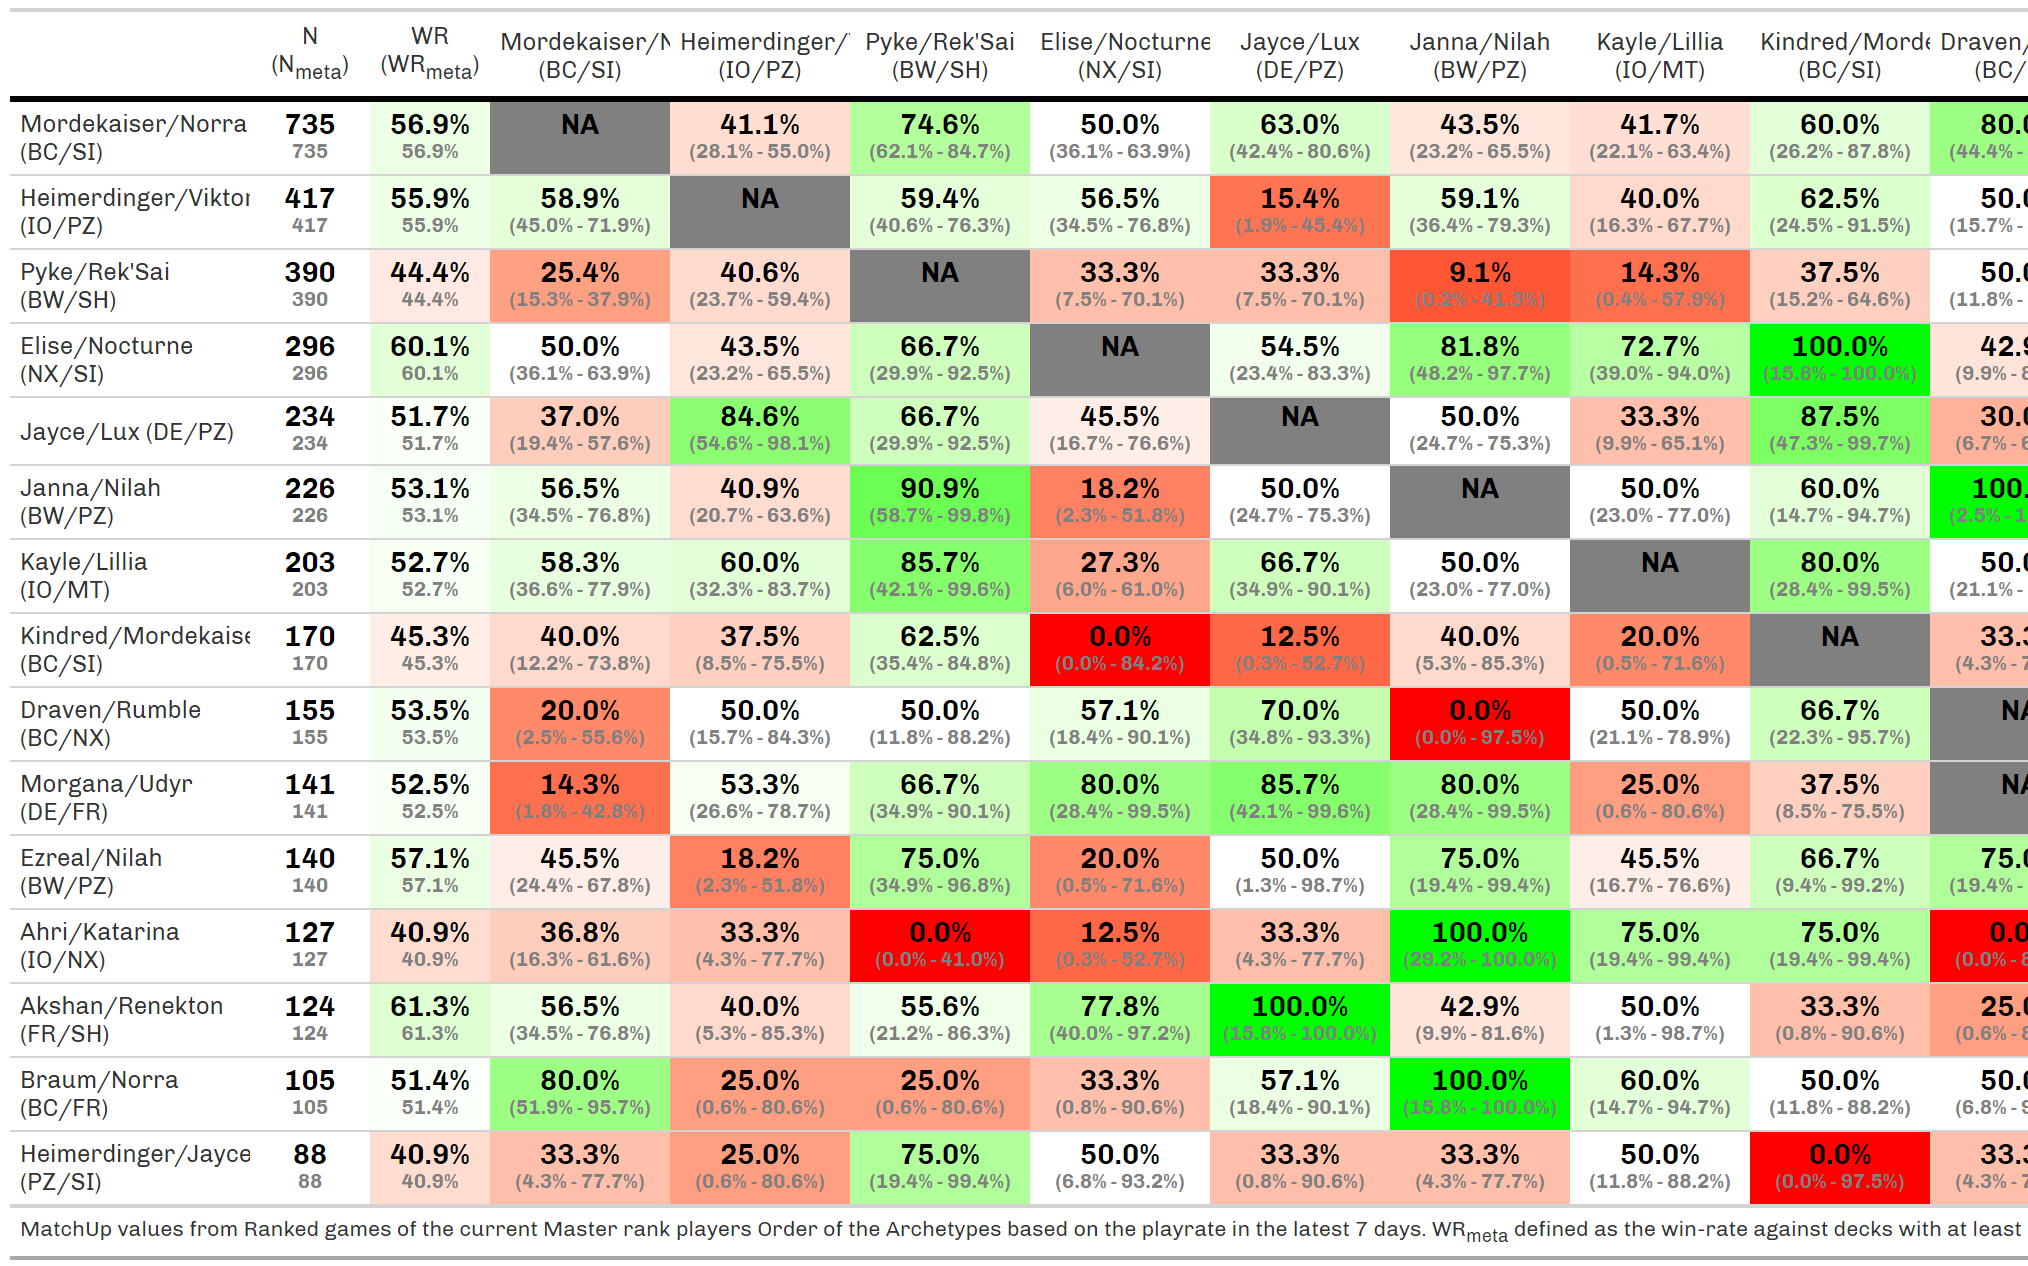 N WR Mordekaiser/N Heimerdinger/ Pyke/Rek'Sai Elise/Nocturne Jayce/Lux Janna/Nilah Kayle/Lillia Kindred/Morde Draven/
(Nmeta) (WRmeta) (BC/SI) (IO/PZ) (BW/SH) (NX/SI) (DE/PZ) (BW/PZ) (IO/MT) (BC/SI) (BC/
Mordekaiser/Norra 735 56.9% NA 41.1% 74.6% 50.0% 63.0% 43.5% 41.7% 60.0% 80.
(BC/SI) 735 56.9% (28.1% - 55.0%) (62.1% - 84.7%) (36.1% - 63.9%) (42.4% - 80.6%) (23.2% - 65.5%) (22.1% - 63.4%) (26.2% - 87.8%) (44.4% -
Heimerdinger/Viktor 417 55.9% 58.9% NA 59.4% 56.5% 15.4% 59.1% 40.0% 62.5% 50.
(IO/PZ) 417 55.9% (45.0% - 71.9%) (40.6% - 76.3%) (34.5% - 76.8%) (1.9% - 45.4%) (36.4% - 79.3%) (16.3% - 67.7%) (24.5% - 91.5%) (15.7% -
Pyke/Rek'Sai 390 44.4% 25.4% 40.6% NA 33.3% 33.3% 9.1% 14.3% 37.5% 50.
(BW/SH) 390 44.4% (15.3% - 37.9%) (23.7% - 59.4%) (7.5% - 70.1%) (7.5% - 70.1%) (0.2% - 41.3%) (0.4% - 57.9%) (15.2% - 64.6%) (11.8% -
Elise/Nocturne 296 60.1% 50.0% 43.5% 66.7% NA 54.5% 81.8% 72.7% 100.0% 42.9
(NX/SI) 296 60.1% (36.1% - 63.9%) (23.2% - 65.5%) (29.9% - 92.5%) (23.4% - 83.3%) (48.2% - 97.7%) (39.0% - 94.0%) (15.8% - 100.0%) (9.9% -
Jayce/Lux (DE/PZ) 234 51.7% 37.0% 84.6% 66.7% 45.5% NA 50.0% 33.3% 87.5% 30.
234 51.7% (19.4% - 57.6%) (54.6% - 98.1%) (29.9% - 92.5%) (16.7% - 76.6%) (24.7% - 75.3%) (9.9% - 65.1%) (47.3% - 99.7%) (6.7% -
Janna/Nilah 226 53.1% 56.5% 40.9% 90.9% 18.2% 50.0% NA 50.0% 60.0% 100.
(BW/PZ) 226 53.1% (34.5% - 76.8%) (20.7% - 63.6%) (58.7% - 99.8%) (2.3% - 51.8%) (24.7% - 75.3%) (23.0% - 77.0%) (14.7% - 94.7%) (2.5% - 1
Kayle/Lillia 203 52.7% 58.3% 60.0% 85.7% 27.3% 66.7% 50.0% NA 80.0% 50.
(IO/MT) 203 52.7% (36.6% - 77.9%) (32.3% - 83.7%) (42.1% - 99.6%) (6.0% - 61.0%) (34.9% - 90.1%) (23.0% - 77.0%) (28.4% - 99.5%) (21.1% -
Kindred/Mordekaise 170 45.3% 40.0% 37.5% 62.5% 0.0% 12.5% 40.0% 20.0% NA 33.
(BC/SI) 170 45.3% (12.2% - 73.8%) (8.5% - 75.5%) (35.4% - 84.8%) (0.0% - 84.2%) (0.3% - 52.7%) (5.3% - 85.3%) (0.5% - 71.6%) (4.3% -
Draven/Rumble 155 53.5% 20.0% 50.0% 50.0% 57.1% 70.0% 0.0% 50.0% 66.7% NA
(BC/NX) 155 53.5% (2.5% - 55.6%) (15.7% - 84.3%) (11.8% - 88.2%) (18.4% - 90.1%) (34.8% - 93.3%) (0.0% - 97.5%) (21.1% - 78.9%) (22.3% - 95.7%)
Morgana/Udyr 141 52.5% 14.3% 53.3% 66.7% 80.0% 85.7% 80.0% 25.0% 37.5% NA
(DE/FR) 141 52.5% (1.8% - 42.8%) (26.6% - 78.7%) (34.9% - 90.1%) (28.4% - 99.5%) (42.1% - 99.6%) (28.4% - 99.5%) (0.6% - 80.6%) (8.5% - 75.5%)
Ezreal/Nilah 140 57.1% 45.5% 18.2% 75.0% 20.0% 50.0% 75.0% 45.5% 66.7% 75.
(BW/PZ) 140 57.1% (24.4% - 67.8%) (2.3% - 51.8%) (34.9% - 96.8%) (0.5% - 71.6%) (1.3% - 98.7%) (19.4% - 99.4%) (16.7% - 76.6%) (9.4% - 99.2%) (19.4% -
Ahri/Katarina 127 40.9% 36.8% 33.3% 0.0% 12.5% 33.3% 100.0% 75.0% 75.0% 0.
(IO/NX) 127 40.9% (16.3% - 61.6%) (4.3% - 77.7%) (0.0% - 41.0%) (0.3% - 52.7%) (4.3% - 77.7%) (29.2% - 100.0%) (19.4% - 99.4%) (19.4% - 99.4%) (0.0% -
Akshan/Renekton 124 61.3% 56.5% 40.0% 55.6% 77.8% 100.0% 42.9% 50.0% 33.3% 25.
(FR/SH) 124 61.3% (34.5% - 76.8%) (5.3% - 85.3%) (21.2% - 86.3%) (40.0% - 97.2%) (15.8% - 100.0%) (9.9% - 81.6%) (1.3% - 98.7%) (0.8% - 90.6%) (0.6% -
Braum/Norra 105 51.4% 80.0% 25.0% 25.0% 33.3% 57.1% 100.0% 60.0% 50.0% 50.
(BC/FR) 105 51.4% (51.9% - 95.7%) (0.6% - 80.6%) (0.6% - 80.6%) (0.8% - 90.6%) (18.4% - 90.1%) (15.8% - 100.0%) (14.7% - 94.7%) (11.8% - 88.2%) (6.8% -
Heimerdinger/Jayce 88 40.9% 33.3% 25.0% 75.0% 50.0% 33.3% 33.3% 50.0% 0.0% 33.
(PZ/SI) 88 40.9% (4.3% - 77.7%) (0.6% - 80.6%) (19.4% - 99.4%) (6.8% - 93.2%) (0.8% - 90.6%) (4.3% - 77.7%) (11.8% - 88.2%) (0.0% - 97.5%) (4.3% -
MatchUp values from Ranked games of the current Master rank players Order of the Archetypes based on the playrate in the latest 7 days. WRmeta defined as the win-rate against decks with at least